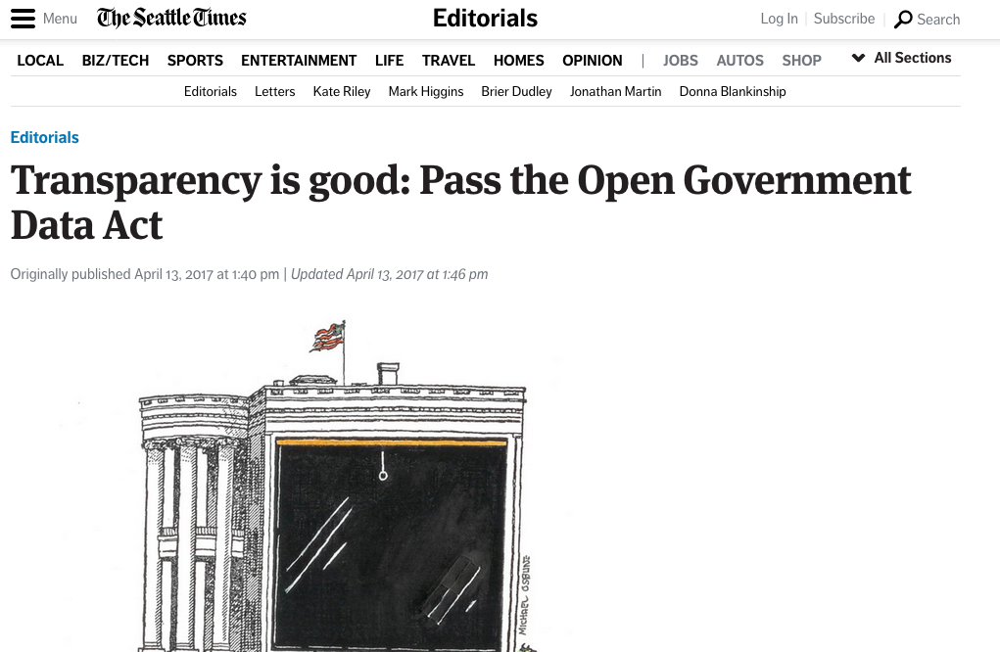 Menu The Seattle Times Editorials Log In Subscribe Search
LOCAL BIZ/TECH SPORTS ENTERTAINMENT LIFE TRAVEL HOMES OPINION | JOBS AUTOS SHOP All Sections
Editorials Letters Kate Riley Mark Higgins Brier Dudley Jonathan Martin Donna Blankinship
Editorials
Transparency is good: Pass the Open Government
Data Act
Originally published April 13, 2017 at 1:40 pm | Updated April 13, 2017 at 1:46 pm
MICHAEL OSBUN